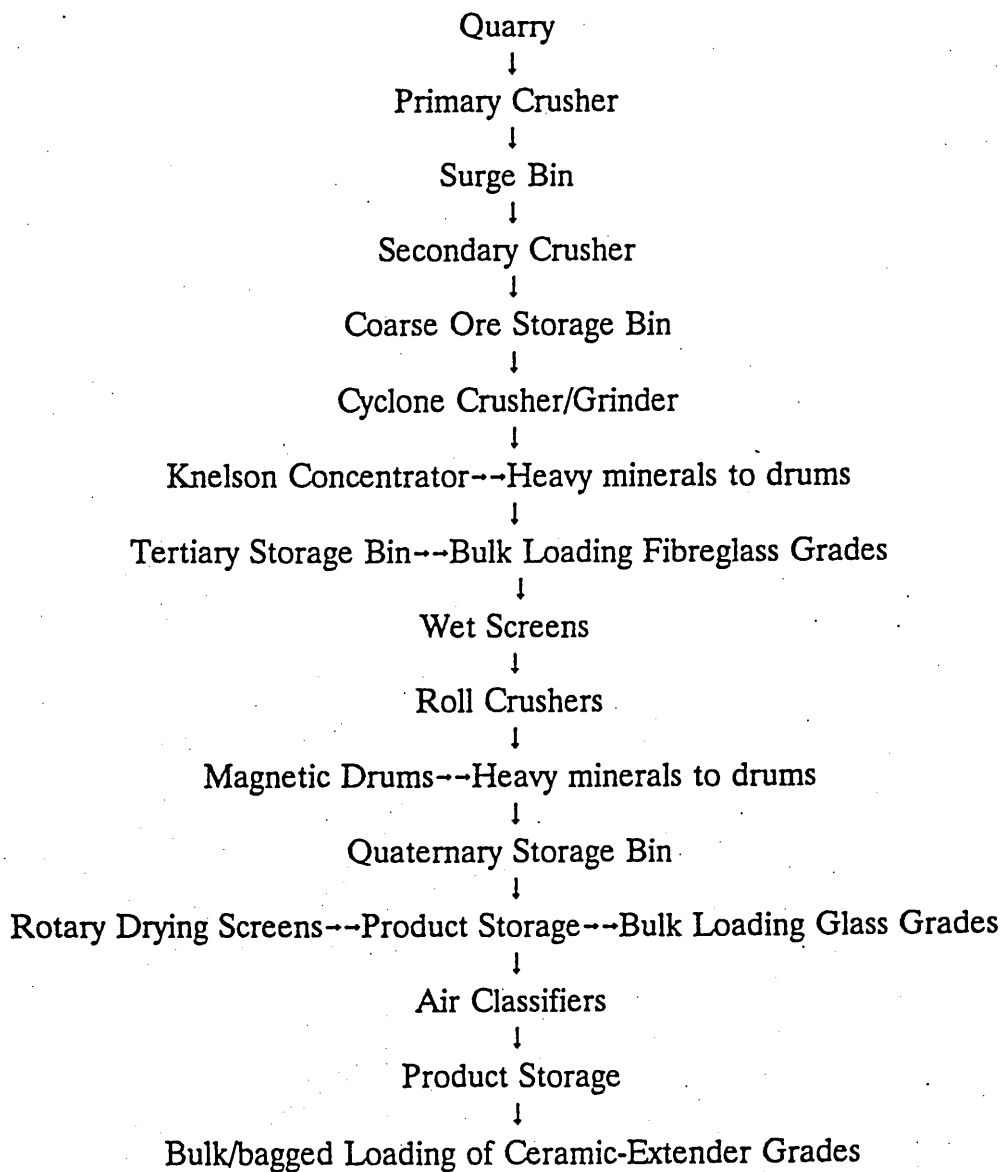 Quarry
↓
Primary Crusher
↓
Surge Bin
↓
Secondary Crusher
↓
Coarse Ore Storage Bin
↓
Cyclone Crusher/Grinder
↓
Knelson Concentrator--Heavy minerals to drums
↓
Tertiary Storage Bin--Bulk Loading Fibreglass Grades
↓
Wet Screens
↓
Roll Crushers
↓
Magnetic Drums--Heavy minerals to drums
↓
Quaternary Storage Bin
↓
Rotary Drying Screens--Product Storage--Bulk Loading Glass Grades
↓
Air Classifiers
↓
Product Storage
↓
Bulk/bagged Loading of Ceramic-Extender Grades